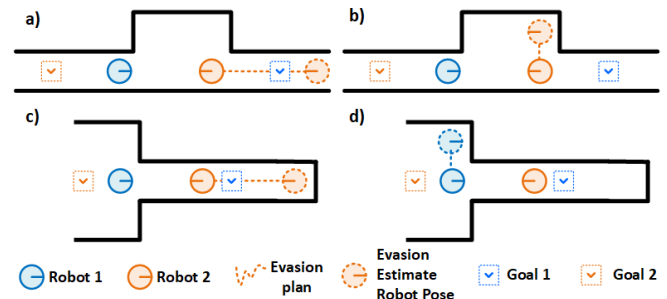 a)
b)
c)
d)
Robot 1
Robot 2
Evasion
plan
Evasion
Estimate
Robot Pose
Goal 1
Goal 2